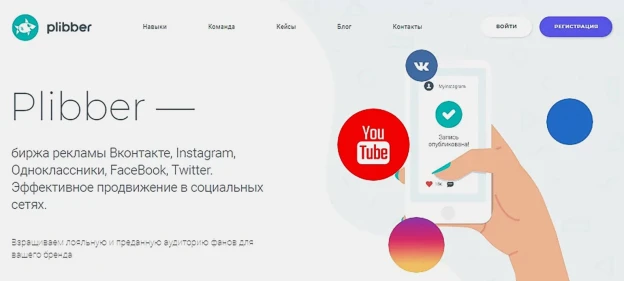 plibber
Навыки
Команда
Кейсы
Блог
Контакты
ВОЙТИ
РЕГИСТРАЦИЯ
Plibber —
биржа рекламы Вконтакте, Instagram,
Одноклассники, FaceBook, Twitter.
Эффективное продвижение в социальных
сетях.
Взращиваем лояльную и преданную аудиторию фанов для
вашего бренда
MyInstagram
Запись
опубликована!
You
Tube